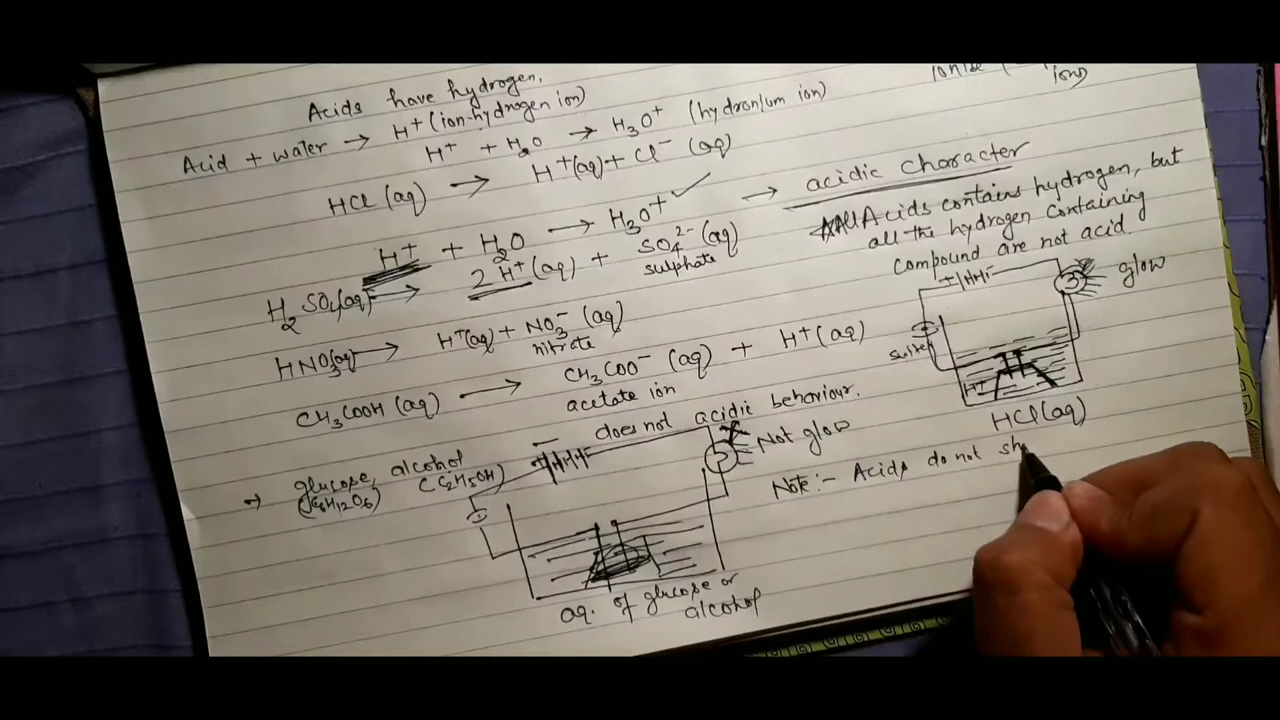 Acids have hydrogen.
Acid + water → H⁺ (ion-hydrogen ion)
H⁺ + H₂O → H₃O⁺ (hydronium ion)
HCl (aq) → H⁺(aq) + Cl⁻ (aq)
H⁺ + H₂O → H₃O⁺ ✓ → acidic character
H₂SO₄(aq) → 2H⁺(aq) + SO₄²⁻ (aq)
sulphate
HNO₃(aq) → H⁺(aq) + NO₃⁻ (aq)
nitrate
CH₃COOH (aq) → CH₃COO⁻ (aq) + H⁺(aq)
acetate ion
does not acidic behaviour.
→ glucose, alcohol
(C₆H₁₂O₆) (C₂H₅OH)
Not glow
aq. of glucose or
alcohol
ions
All Acids contains hydrogen, but
all the hydrogen containing
compound are not acid
glow
H⁺
HCl(aq)
Note:- Acids do not sh